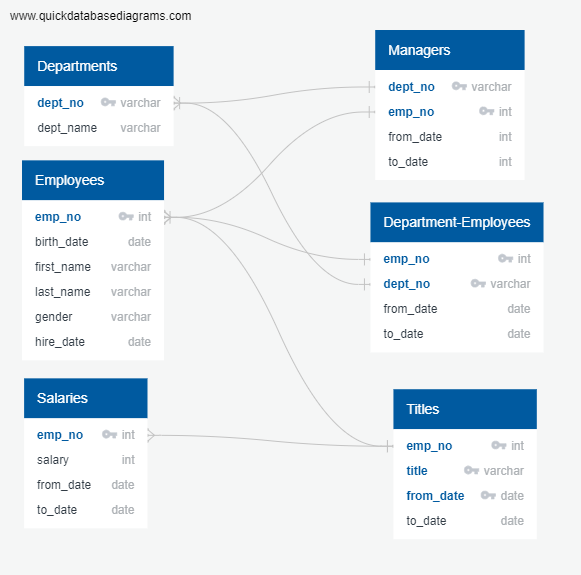 www.quickdatabasediagrams.com
Departments
dept_no varchar
dept_name varchar
Employees
emp_no int
birth_date date
first_name varchar
last_name varchar
gender varchar
hire_date date
Salaries
emp_no int
salary int
from_date date
to_date date
Managers
dept_no varchar
emp_no int
from_date int
to_date int
Department-Employees
emp_no int
dept_no varchar
from_date date
to_date date
Titles
emp_no int
title varchar
from_date date
to_date date